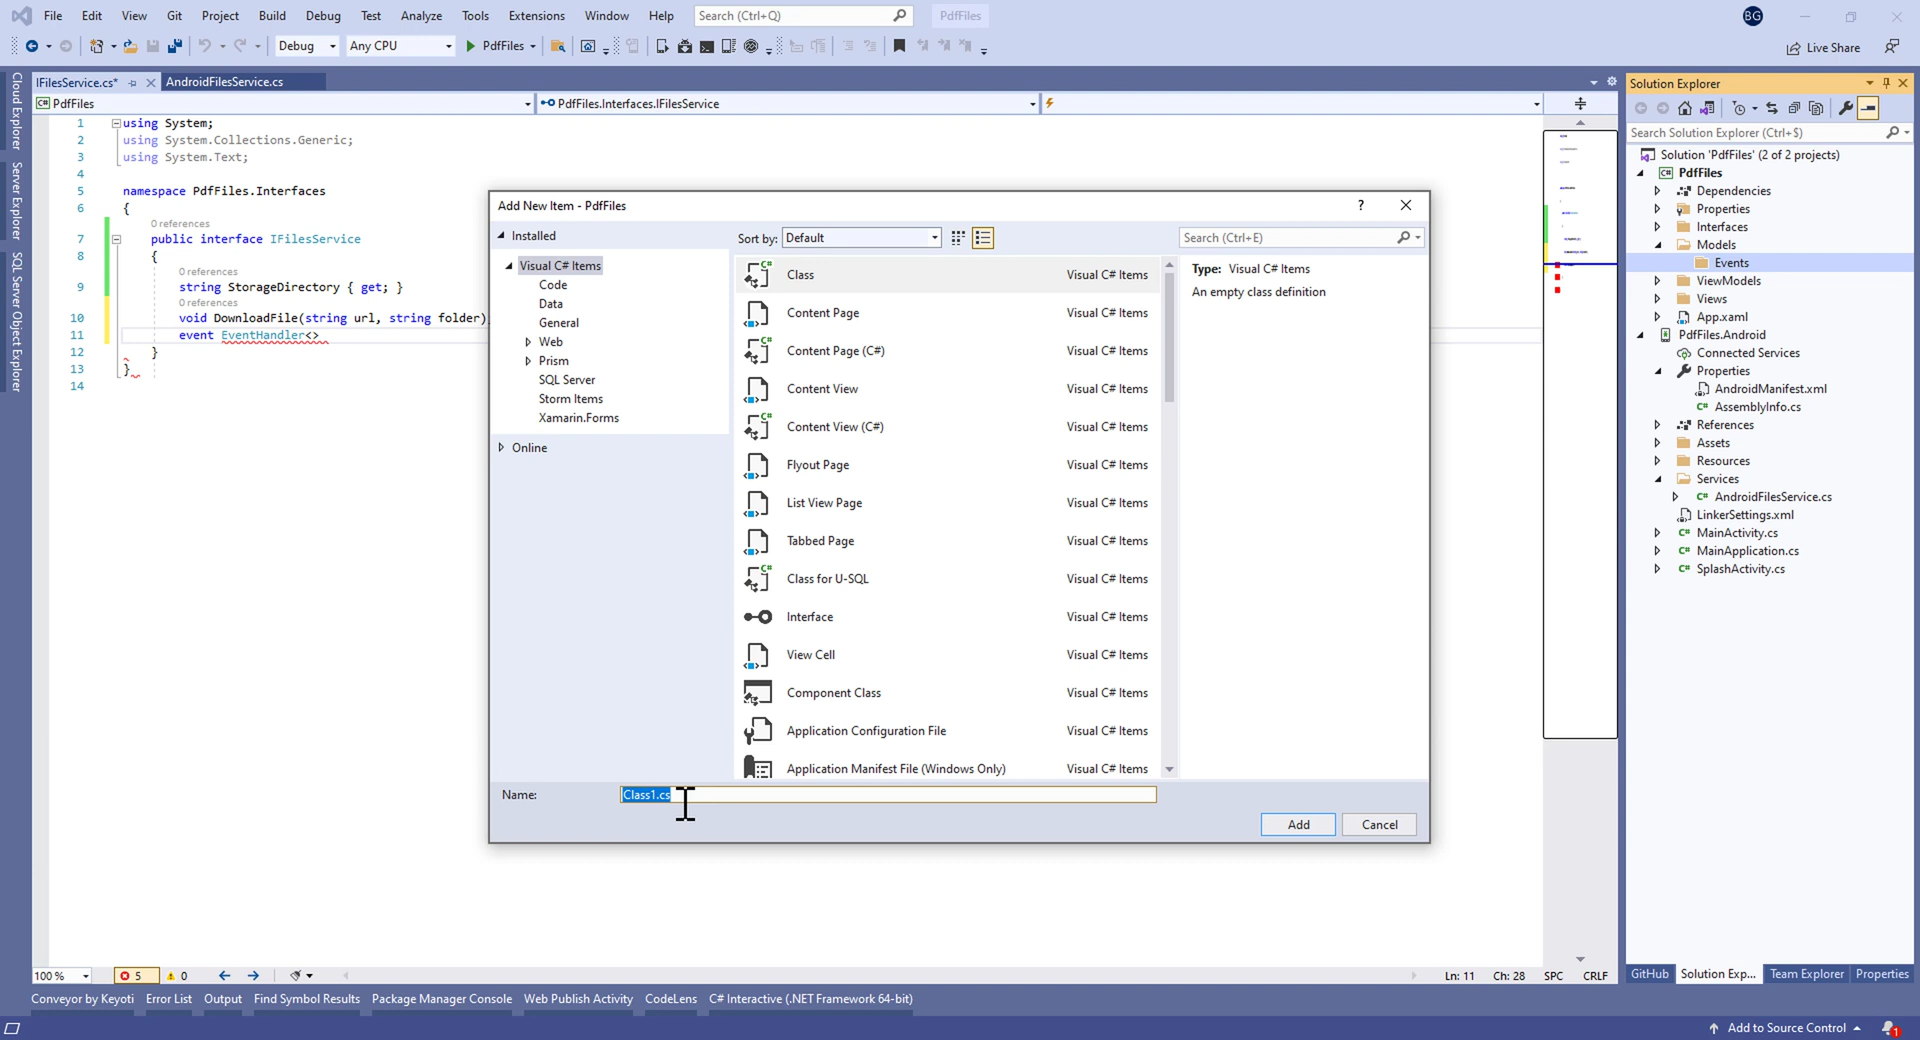 File Edit View Git Project Build Debug Test Analyze Tools Extensions Window Help Search (Ctrl+Q) PdfFiles BG
Debug Any CPU PdfFiles Live Share
IFilesService.cs* AndroidFilesService.cs
C# PdfFiles PdfFiles.Interfaces.IFilesService
Cloud Explorer
Server Explorer
SQL Server Object Explorer
1 using System;
2 using System.Collections.Generic;
3 using System.Text;
4
5 namespace PdfFiles.Interfaces
6 {
0 references
7 public interface IFilesService
8 {
0 references
9 string StorageDirectory { get; }
0 references
10 void DownloadFile(string url, string folder)
11 event EventHandler<>
12 }
13 }
14
Add New Item - PdfFiles ?
Installed
Visual C# Items
Code
Data
General
Web
Prism
SQL Server
Storm Items
Xamarin.Forms
Online
Sort by: Default
Search (Ctrl+E)
Class Visual C# Items
Content Page Visual C# Items
Content Page (C#) Visual C# Items
Content View Visual C# Items
Content View (C#) Visual C# Items
Flyout Page Visual C# Items
List View Page Visual C# Items
Tabbed Page Visual C# Items
Class for U-SQL Visual C# Items
Interface Visual C# Items
View Cell Visual C# Items
Component Class Visual C# Items
Application Configuration File Visual C# Items
Application Manifest File (Windows Only) Visual C# Items
Type: Visual C# Items
An empty class definition
Name: Class1.cs
Add Cancel
Solution Explorer
Search Solution Explorer (Ctrl+$)
Solution 'PdfFiles' (2 of 2 projects)
C# PdfFiles
Dependencies
Properties
Interfaces
Models
Events
ViewModels
Views
App.xaml
PdfFiles.Android
Connected Services
Properties
AndroidManifest.xml
C# AssemblyInfo.cs
References
Assets
Resources
Services
C# AndroidFilesService.cs
LinkerSettings.xml
C# MainActivity.cs
C# MainApplication.cs
C# SplashActivity.cs
GitHub Solution Exp... Team Explorer Properties
100 % 5 0 Ln: 11 Ch: 28 SPC CRLF
Conveyor by Keyoti Error List Output Find Symbol Results Package Manager Console Web Publish Activity CodeLens C# Interactive (.NET Framework 64-bit)
Add to Source Control 1